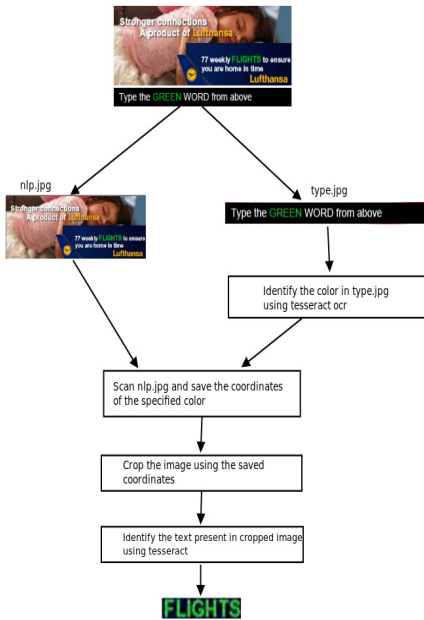 Stronger connections
A product of Lufthansa
77 weekly FLIGHTS to ensure
you are home in time
Lufthansa
Type the GREEN WORD from above
nlp.jpg
type.jpg
Stronger connections
A product of Lufthansa
77 weekly FLIGHTS to ensure
you are home in time
Lufthansa
Type the GREEN WORD from above
Identify the color in type.jpg
using tesseract ocr
Scan nlp.jpg and save the coordinates
of the specified color
Crop the image using the saved
coordinates
Identify the text present in cropped image
using tesseract
FLIGHTS